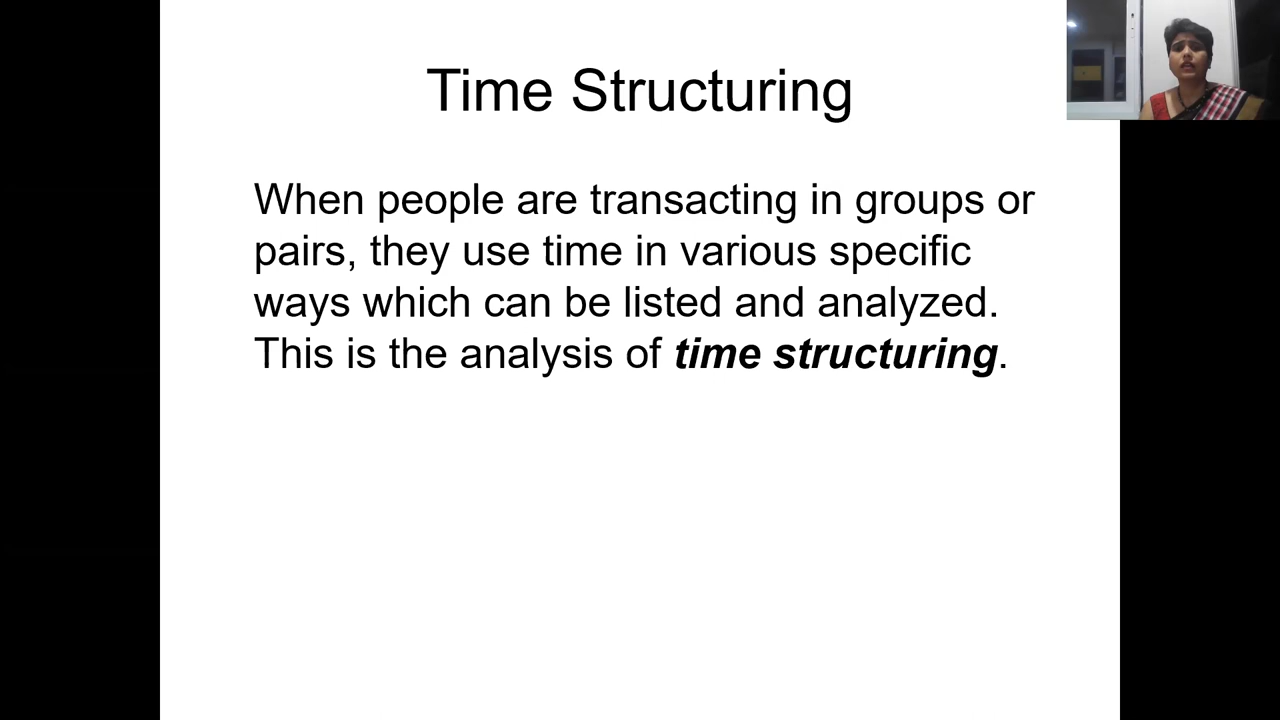 Time Structuring
When people are transacting in groups or
pairs, they use time in various specific
ways which can be listed and analyzed.
This is the analysis of time structuring.